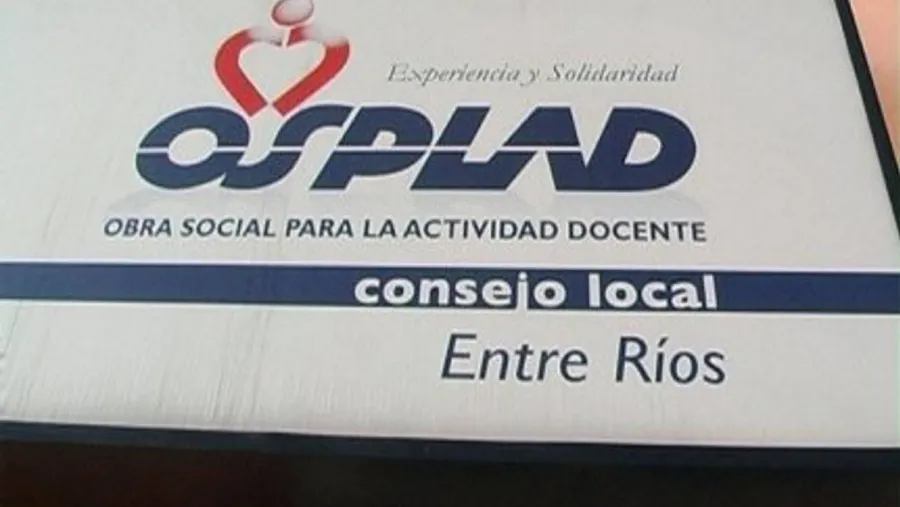 Experiencia y Solidaridad
OSPLAD
OBRA SOCIAL PARA LA ACTIVIDAD DOCENTE
consejo local
Entre Ríos